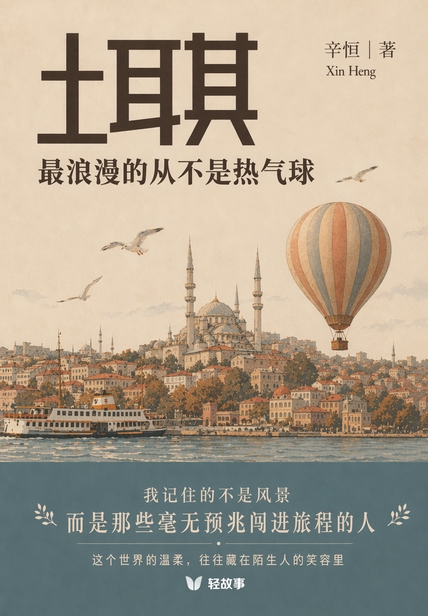 土耳其
辛恒｜著
Xin Heng
最浪漫的从不是热气球
我记住的不是风景
而是那些毫无预兆闯进旅程的人
这个世界的温柔，往往藏在陌生人的笑容里
轻故事